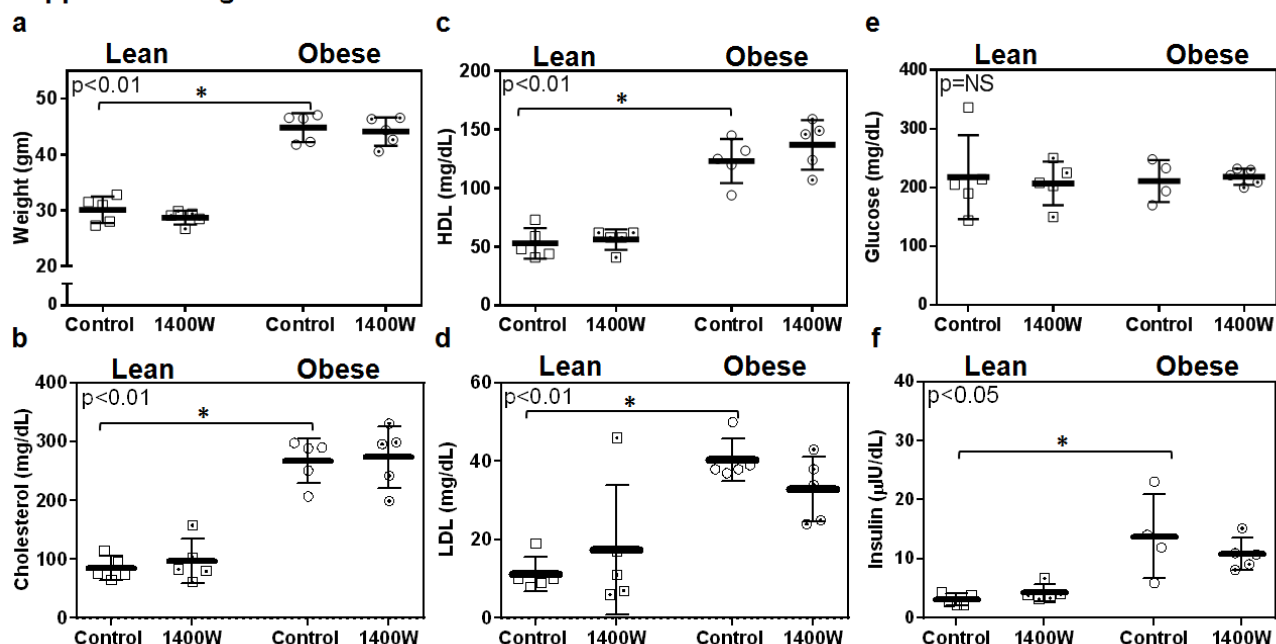 a
Lean Obese
p<0.01
*
Weight (gm)
50
40
30
20
0
Control 1400W Control 1400W
c
Lean Obese
p<0.01
*
HDL (mg/dL)
200
150
100
50
0
Control 1400W Control 1400W
e
Lean Obese
p=NS
Glucose (mg/dL)
400
300
200
100
0
Control 1400W Control 1400W
b
Lean Obese
p<0.01
*
Cholesterol (mg/dL)
400
300
200
100
0
Control 1400W Control 1400W
d
Lean Obese
p<0.01
*
LDL (mg/dL)
60
40
20
0
Control 1400W Control 1400W
f
Lean Obese
p<0.05
*
Insulin (µIU/dL)
40
30
20
10
0
Control 1400W Control 1400W